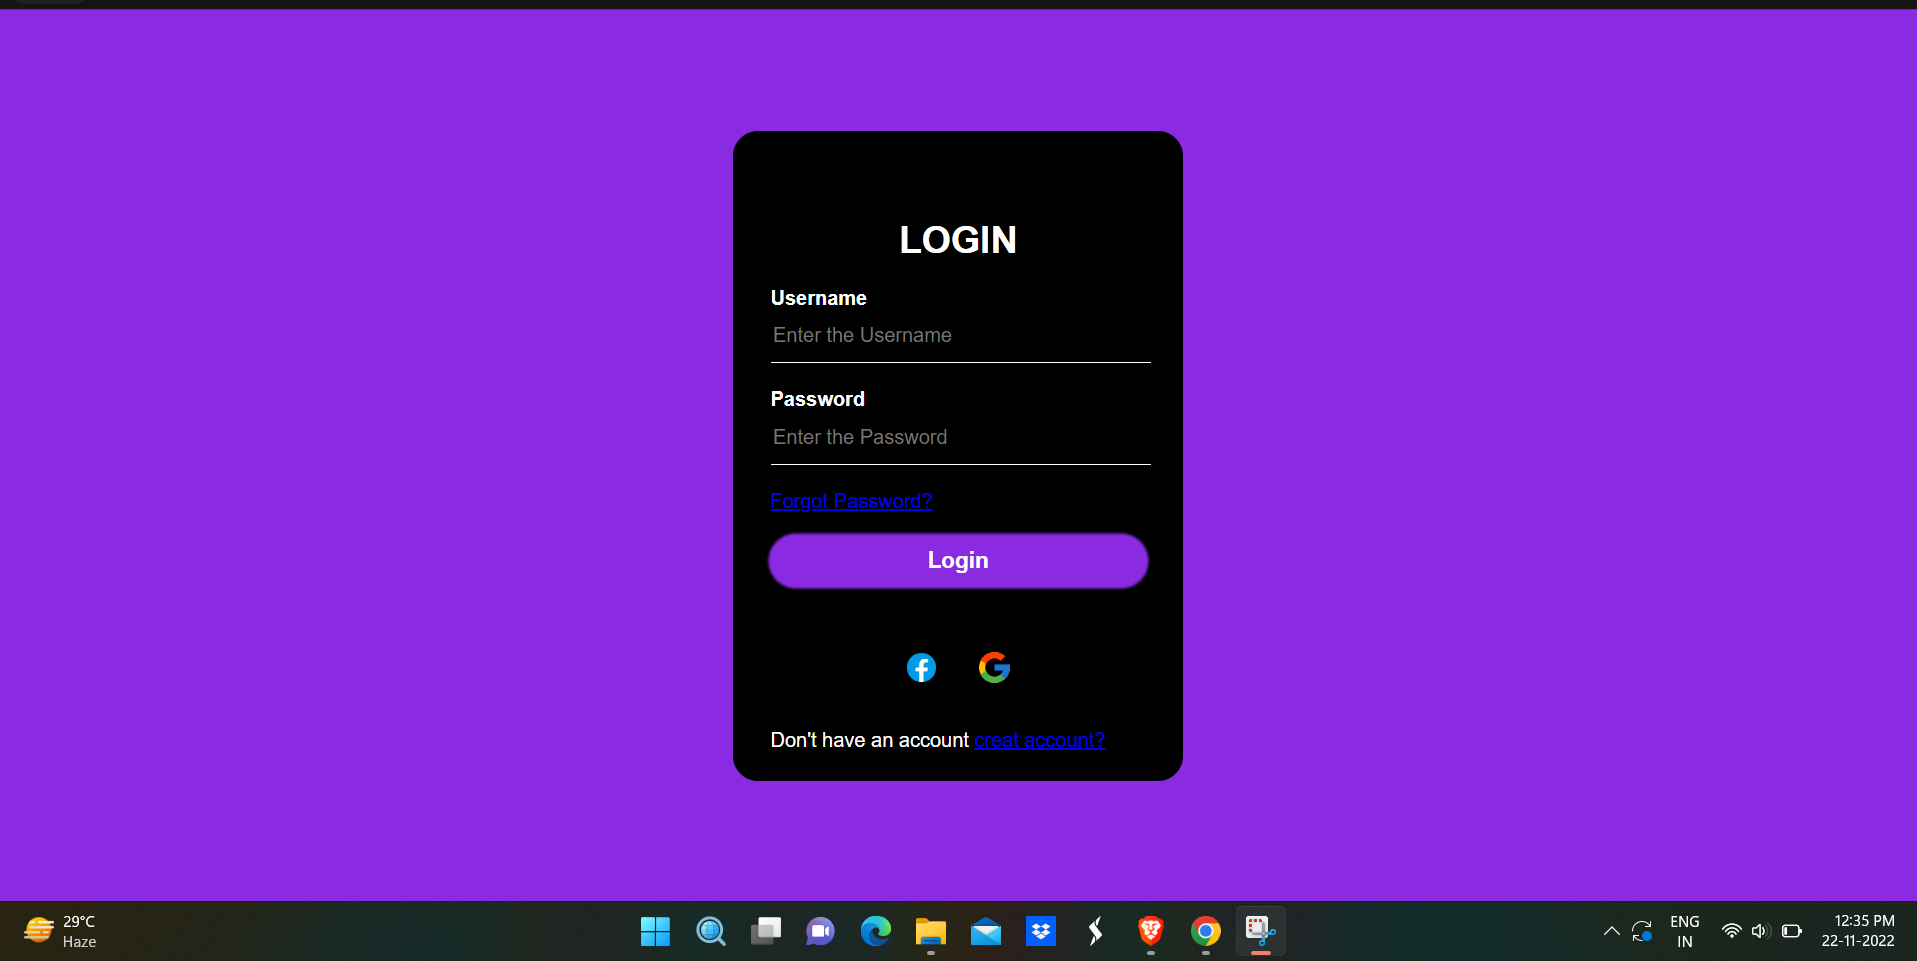 LOGIN
Username
Enter the Username
Password
Enter the Password
Forgot Password?
Login
Don't have an account creat account?
29°C
Haze
ENG
IN
12:35 PM
22-11-2022